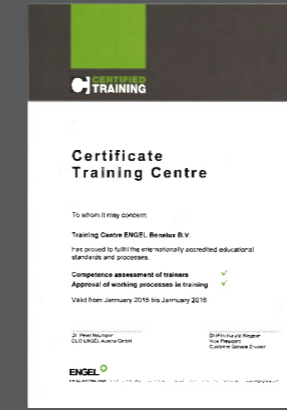 CERTIFIED
TRAINING
Certificate
Training Centre
To whom it may concern:
Training Centre ENGEL Benelux B.V.
has proved to fulfil the internationally accredited educational
standards and processes.
Competence assessment of trainers
Approval of working processes in training
Valid from January 2015 bis January 2018
Dr. Peter Neumann
CEO ENGEL Austria GmbH
Vice President
Customer Service Division
ENGEL